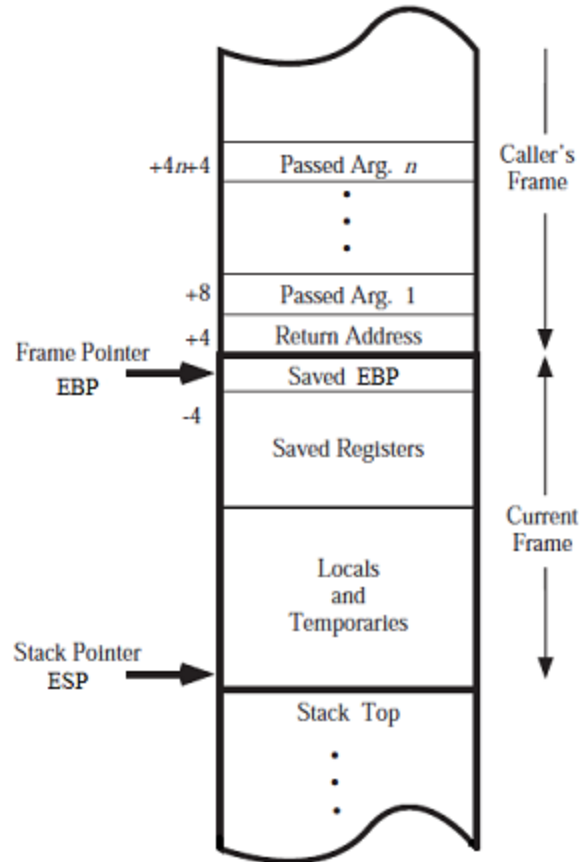 +4n+4
Passed Arg. n
Caller's
Frame
+8
Passed Arg. 1
+4
Return Address
Frame Pointer
EBP
Saved EBP
-4
Saved Registers
Current
Frame
Locals
and
Temporaries
Stack Pointer
ESP
Stack Top